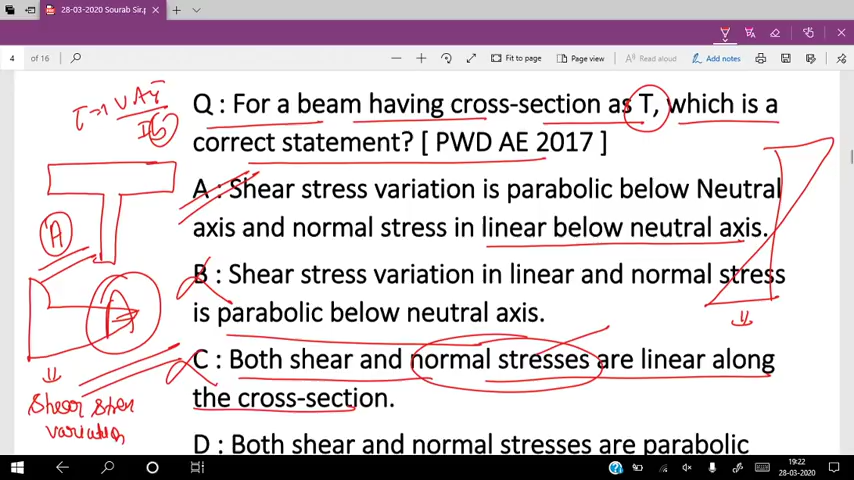 28-03-2020 Sourab Sir.p
4 of 16
Fit to page
Page view
Read aloud
Add notes
Q : For a beam having cross-section as T, which is a
correct statement? [ PWD AE 2017 ]
A : Shear stress variation is parabolic below Neutral
axis and normal stress in linear below neutral axis.
B : Shear stress variation in linear and normal stress
is parabolic below neutral axis.
C : Both shear and normal stresses are linear along
the cross-section.
D : Both shear and normal stresses are parabolic
A
A
Shear stress
variation
19:22
28-03-2020